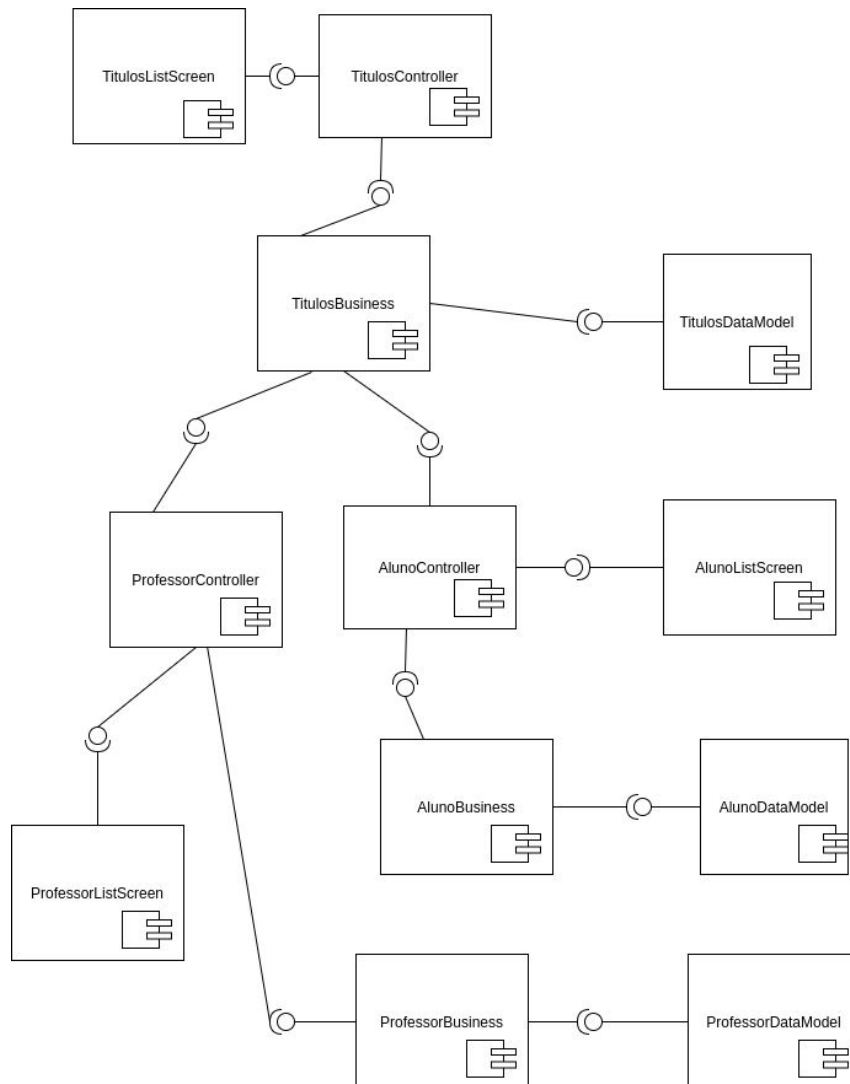 TitulosListScreen
TitulosController
TitulosBusiness
TitulosDataModel
ProfessorController
AlunoController
AlunoListScreen
AlunoBusiness
AlunoDataModel
ProfessorListScreen
ProfessorBusiness
ProfessorDataModel